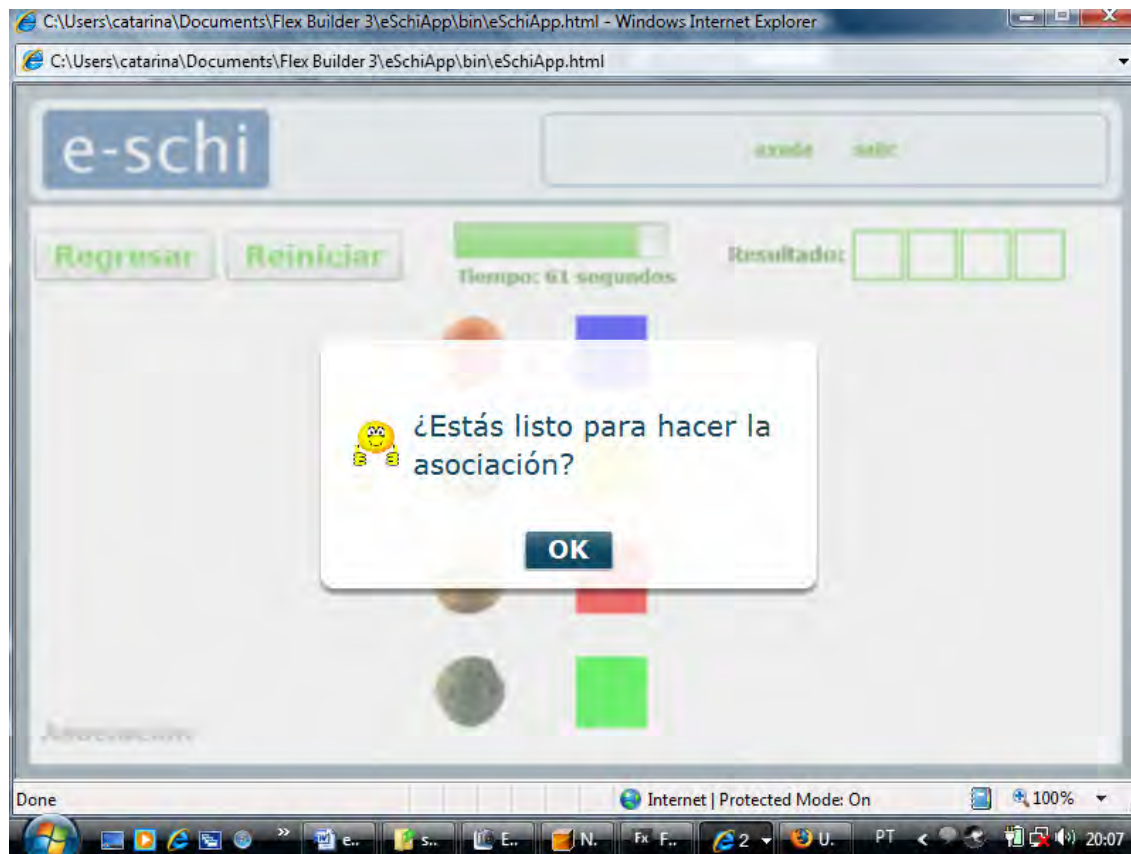 C:\Users\catarina\Documents\Flex Builder 3\eSchiApp\bin\eSchiApp.html - Windows Internet Explorer
C:\Users\catarina\Documents\Flex Builder 3\eSchiApp\bin\eSchiApp.html
e-schi
salir
Regresar Reiniciar
Tiempo: 61 segundos
Resultado:
¿Estás listo para hacer la
asociación?
OK
Done
Internet | Protected Mode: On
100%
e.. s.. E.. N. Fx F.. 2 U. PT 20:07